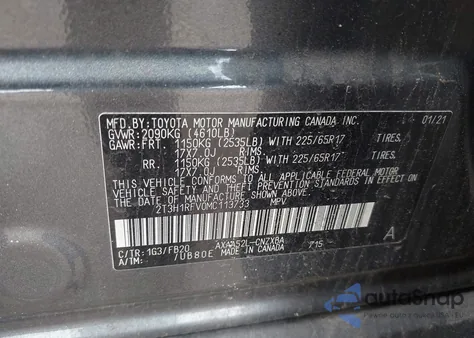 MFD.BY:TOYOTA MOTOR MANUFACTURING CANADA INC. 01/21
GVWR:2090KG (4610LB)
GAWR:FRT. 1150KG (2535LB) WITH 225/65R17 TIRES,
17X7.0J RIMS,
RR. 1150KG (2535LB) WITH 225/65R17 TIRES,
17X7.0J RIMS,
THIS VEHICLE CONFORMS TO ALL APPLICABLE FEDERAL MOTOR
VEHICLE SAFETY AND THEFT PREVENTION STANDARDS IN
EFFECT ON THE DATE OF MANUFACTURE SHOWN ABOVE.
2T3H1RFV0MC113733 MPV
C/TR:1G3/FB20 AXAA52L-CNZXBA 715 A
A/TM: /UB80E MADE IN CANADA
autoSnap